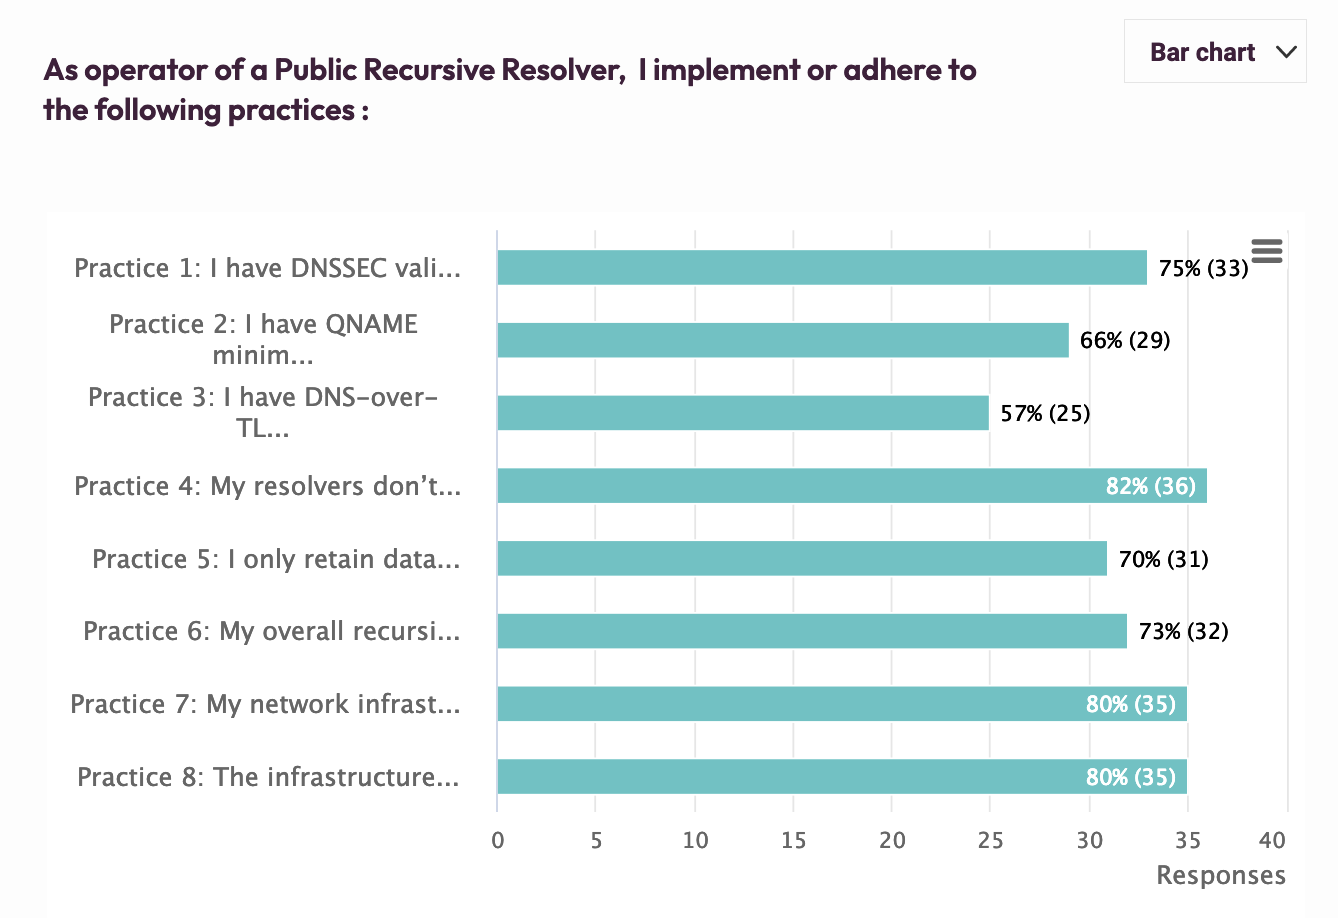 Bar chart
As operator of a Public Recursive Resolver, I implement or adhere to
the following practices :
Practice 1: I have DNSSEC vali...
75% (33)
Practice 2: I have QNAME
minim...
66% (29)
Practice 3: I have DNS-over-
TL...
57% (25)
Practice 4: My resolvers don’t...
82% (36)
Practice 5: I only retain data...
70% (31)
Practice 6: My overall recursi...
73% (32)
Practice 7: My network infrast...
80% (35)
Practice 8: The infrastructure...
80% (35)
0 5 10 15 20 25 30 35 40
Responses